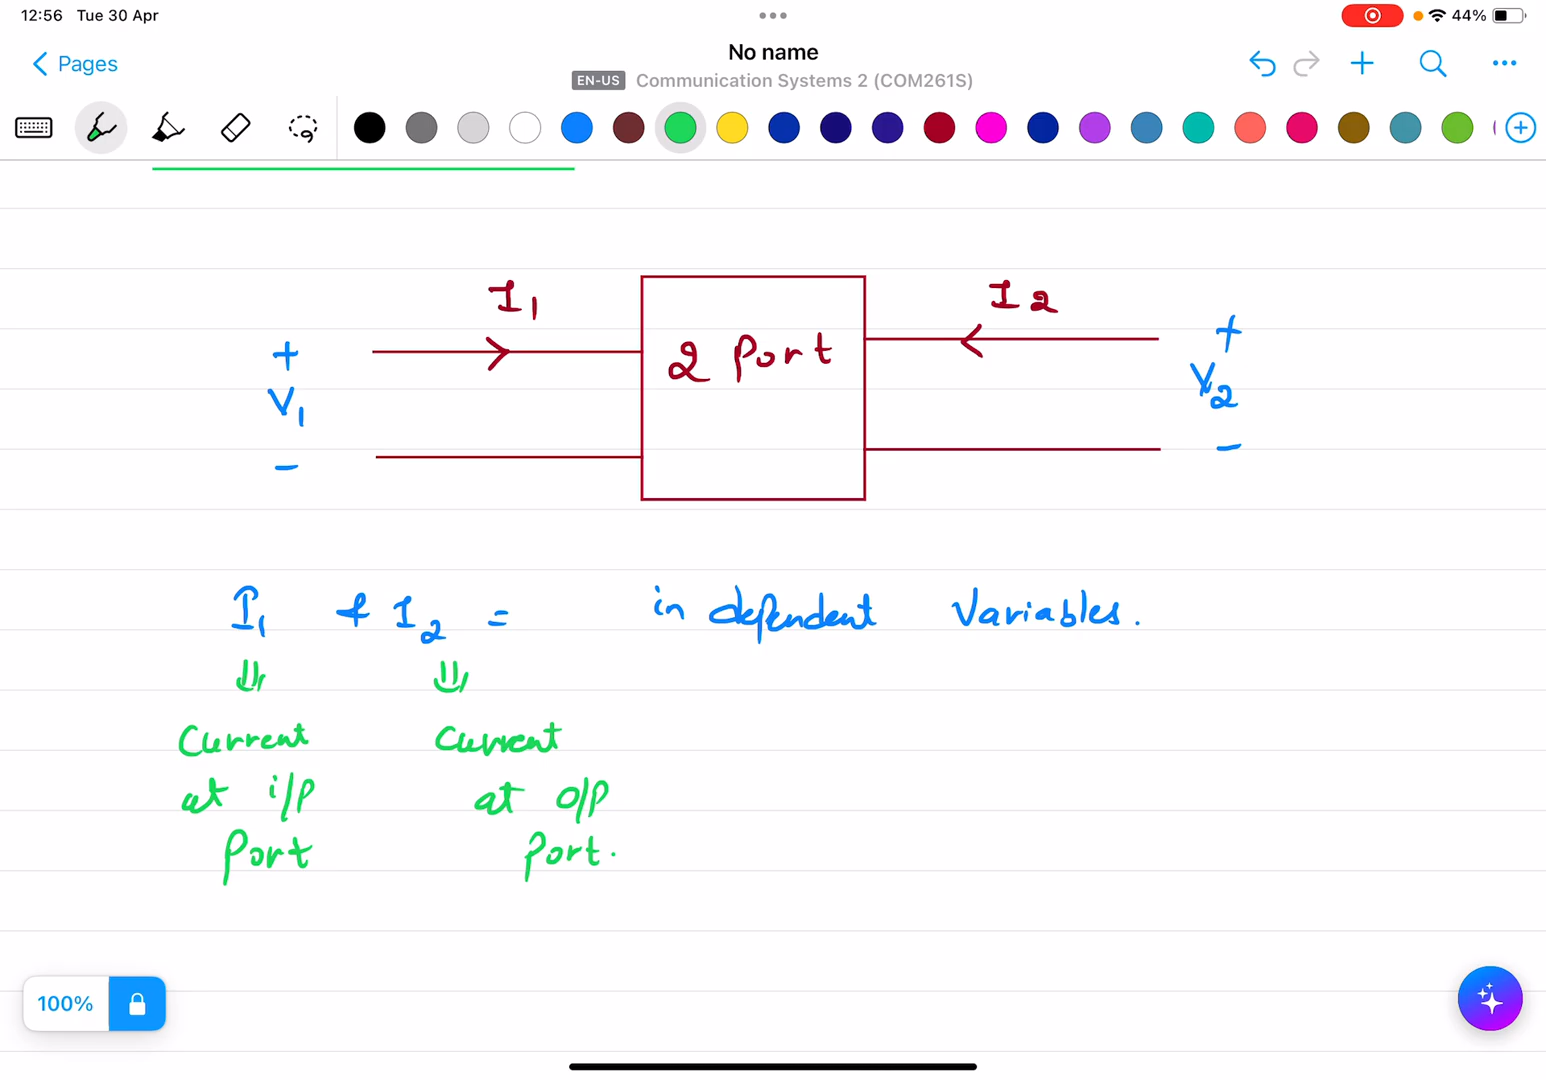 12:56 Tue 30 Apr
44%
Pages
No name
EN-US Communication Systems 2 (COM261S)
I1
I2
2 Port
+
V1
-
+
V2
-
I1 & I2 = in dependent Variables.
Current
at i/p
Port
Current
at o/p
Port.
100%